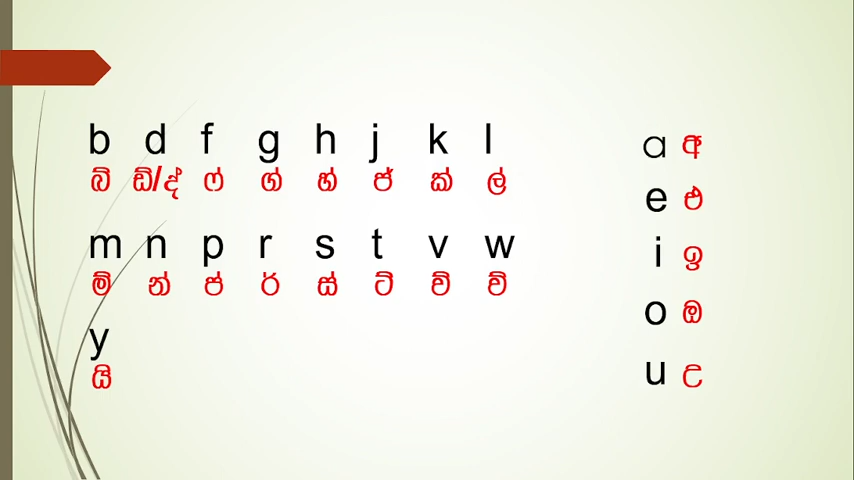 b d f g h j k l
බ් ඩ්/ද් ෆ් ග් හ් ජ් ක් ල්
m n p r s t v w
ම් න් ප් ර් ස් ට් ව් ව්
y
යි
a අ
e එ
i ඉ
o ඔ
u උ